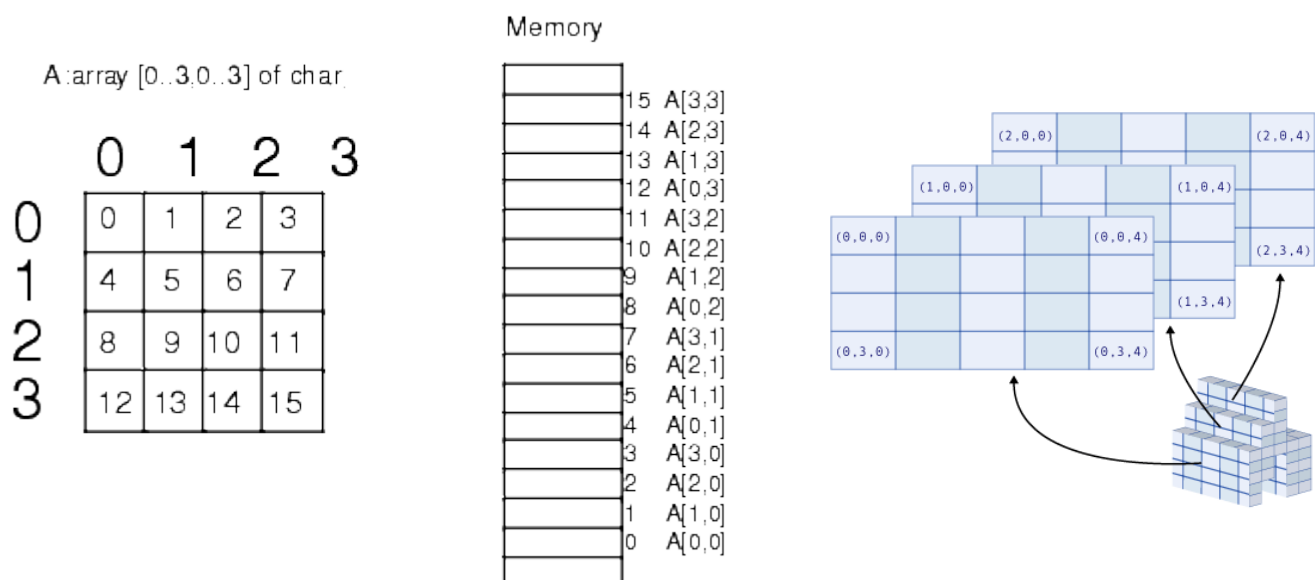 A:array [0..3,0..3] of char,
0 1 2 3
0 0 1 2 3
1 4 5 6 7
2 8 9 10 11
3 12 13 14 15
Memory
15 A[3,3]
14 A[2,3]
13 A[1,3]
12 A[0,3]
11 A[3,2]
10 A[2,2]
9 A[1,2]
8 A[0,2]
7 A[3,1]
6 A[2,1]
5 A[1,1]
4 A[0,1]
3 A[3,0]
2 A[2,0]
1 A[1,0]
0 A[0,0]
(2,0,0) (2,0,4)
(1,0,0) (1,0,4)
(0,0,0) (0,0,4)
(2,3,4)
(1,3,4)
(0,3,0) (0,3,4)